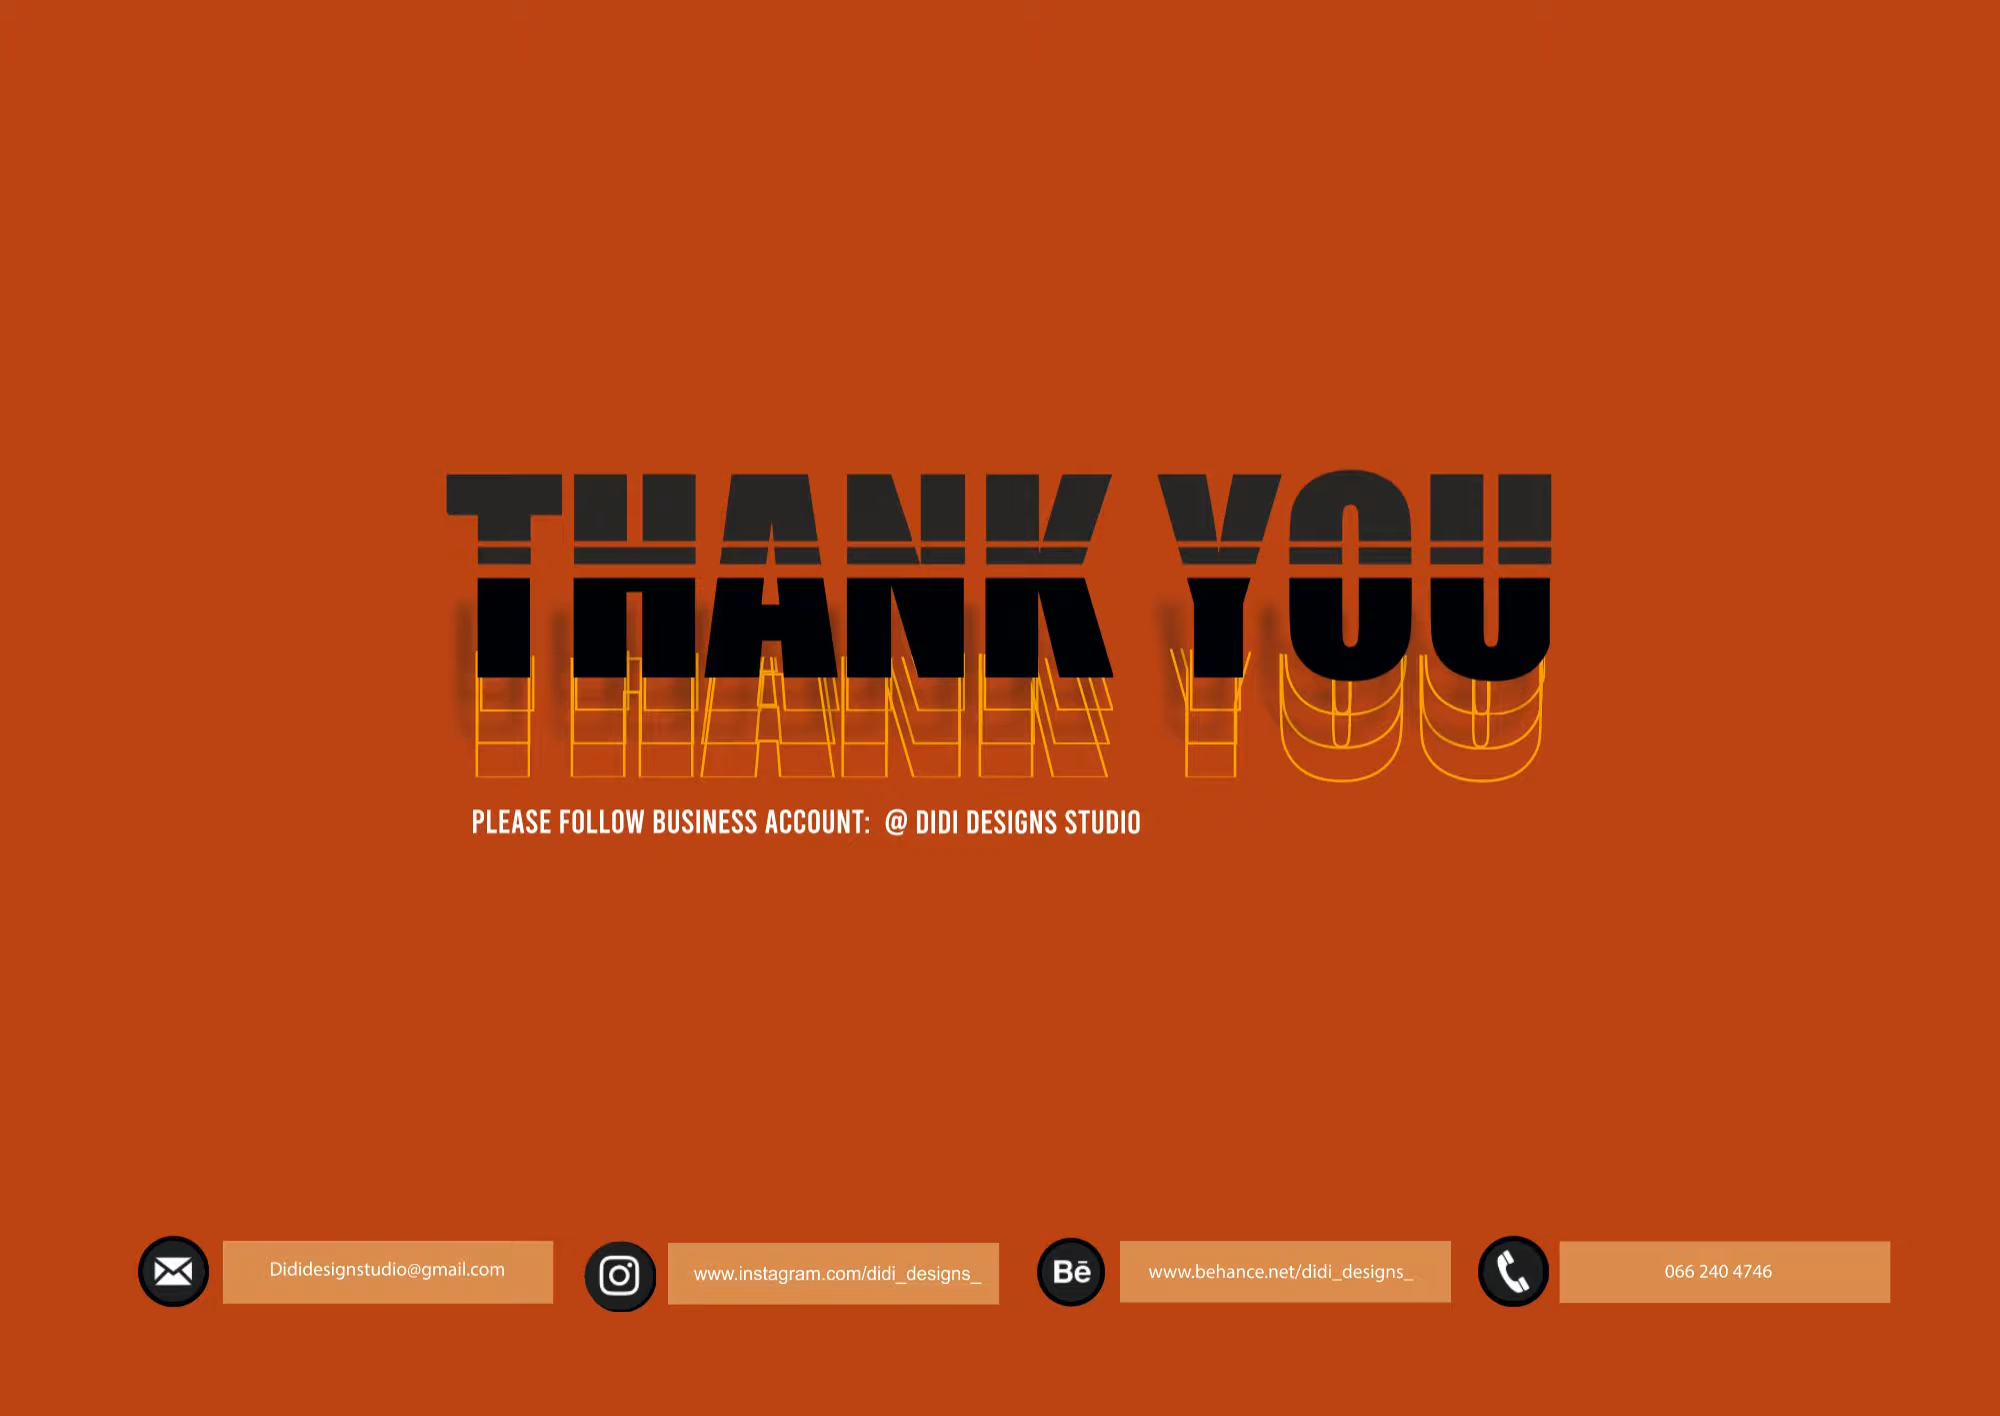 THANK YOU
PLEASE FOLLOW BUSINESS ACCOUNT: @ DIDI DESIGNS STUDIO
Dididesignstudio@gmail.com
www.instagram.com/didi_designs_
Bē
www.behance.net/didi_designs_
066 240 4746